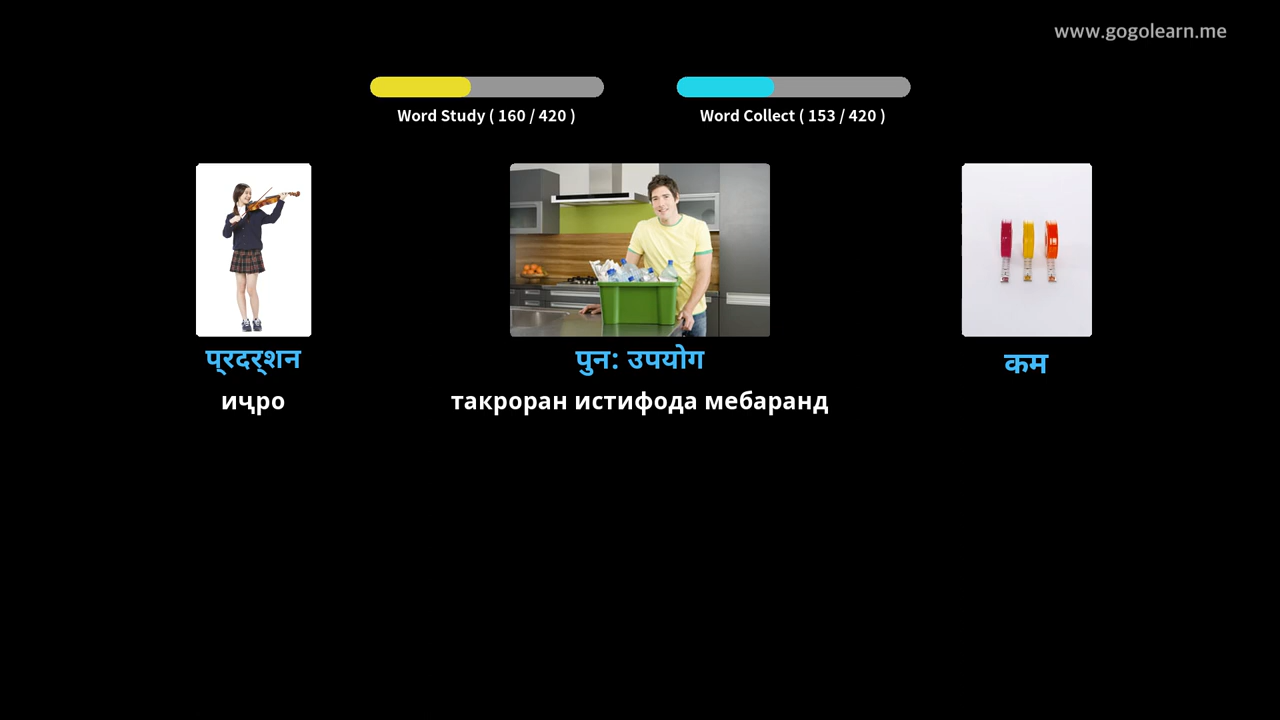 www.gogolearn.me
Word Study ( 160 / 420 )
Word Collect ( 153 / 420 )
प्रदर्शन
पुन: उपयोग
कम
иҷро
такроран истифода мебаранд